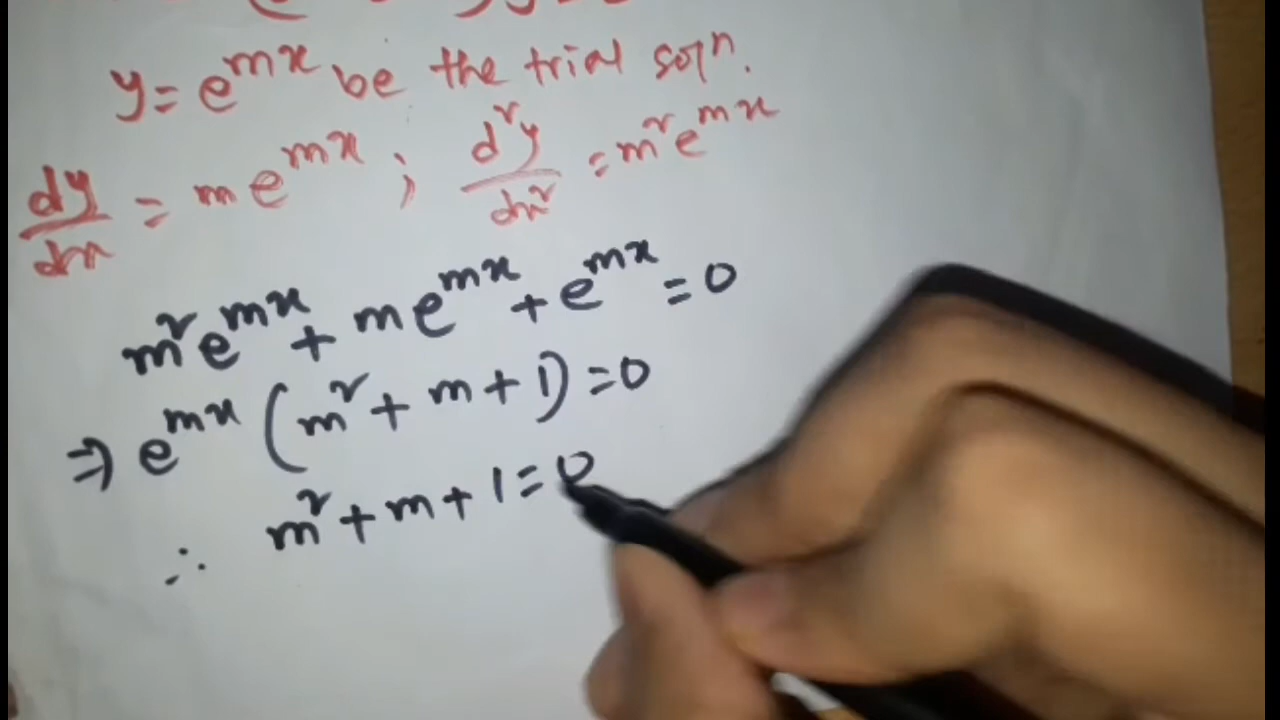 y = e^{mx} be the trial solⁿ.
dy/dx = me^{mx} ; d²y/dx² = m²e^{mx}
m²e^{mx} + me^{mx} + e^{mx} = 0
⇒ e^{mx} (m² + m + 1) = 0
∴ m² + m + 1 = 0